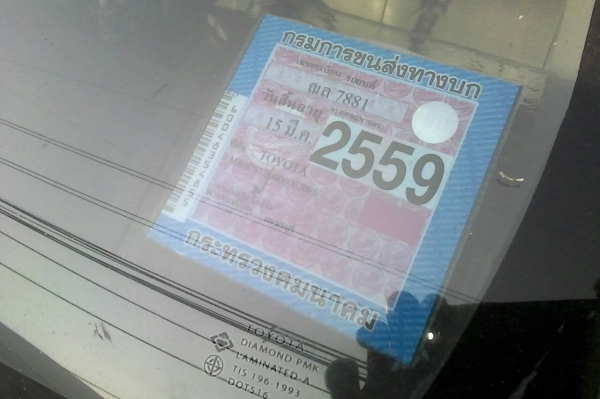 กรมการขนส่งทางบก
7881
วันสิ้นอายุ
15 มี.ค.
2559
TOYOTA
กระทรวงคมนาคม
TOYOTA
DIAMOND PMK
LAMINATED A
TIS 196-1993
DOT516